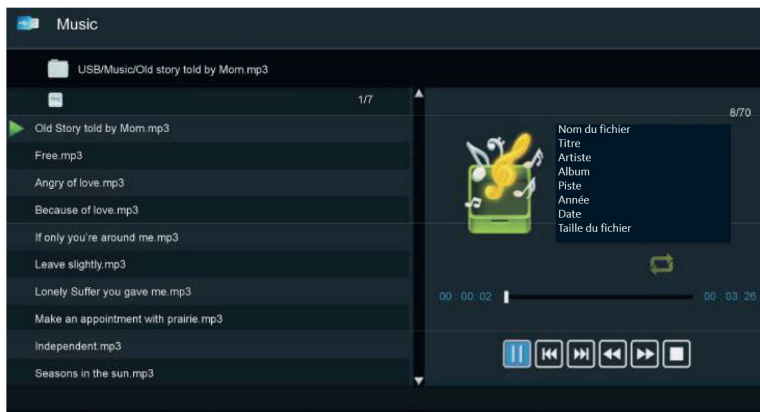 Music
USB/Music/Old story told by Mom.mp3
1/7
8/70
Old Story told by Mom.mp3
Free.mp3
Angry of love.mp3
Because of love.mp3
If only you're around me.mp3
Leave slightly.mp3
Lonely Suffer you gave me.mp3
Make an appointment with prairie.mp3
Independent.mp3
Seasons in the sun.mp3
Nom du fichier
Titre
Artiste
Album
Piste
Année
Date
Taille du fichier
00 : 00: 02
00 : 03: 26